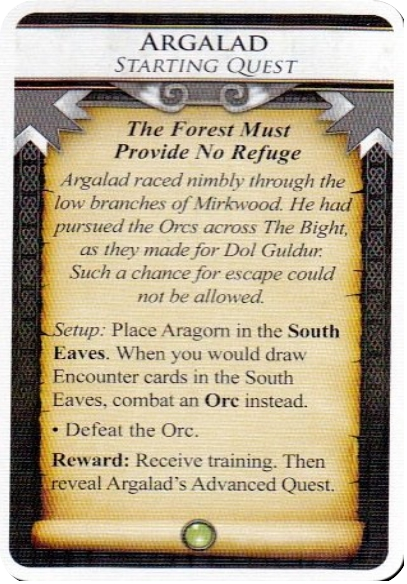 ARGALAD
STARTING QUEST
The Forest Must
Provide No Refuge
Argalad raced nimbly through the
low branches of Mirkwood. He had
pursued the Orcs across The Bight,
as they made for Dol Guldur.
Such a chance for escape could
not be allowed.
Setup: Place Aragorn in the South
Eaves. When you would draw
Encounter cards in the South
Eaves, combat an Orc instead.
• Defeat the Orc.
Reward: Receive training. Then
reveal Argalad's Advanced Quest.